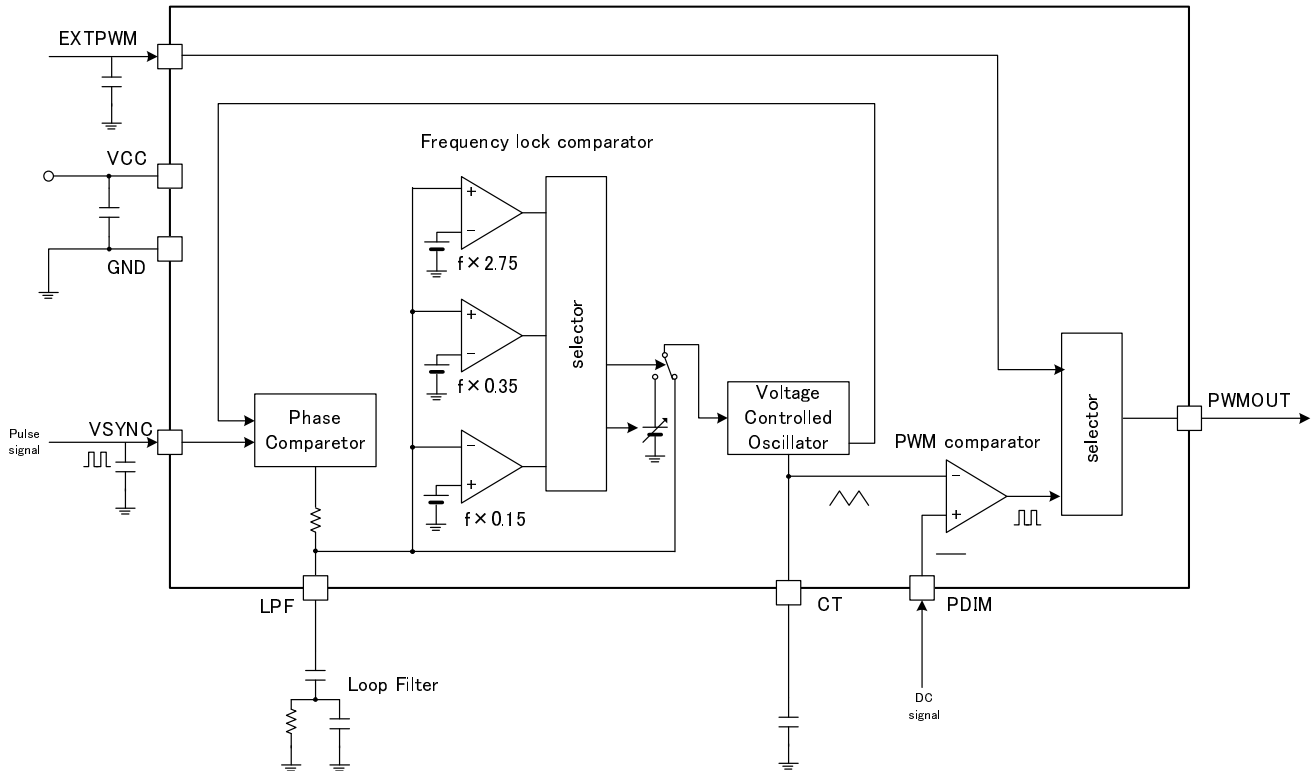 EXTPWM
VCC
GND
Frequency lock comparator
f×2.75
f×0.35
f×0.15
selector
Phase
Comparetor
Pulse
signal
VSYNC
Voltage
Controlled
Oscillator
PWM comparator
selector
PWMOUT
LPF
CT
PDIM
Loop Filter
DC
signal